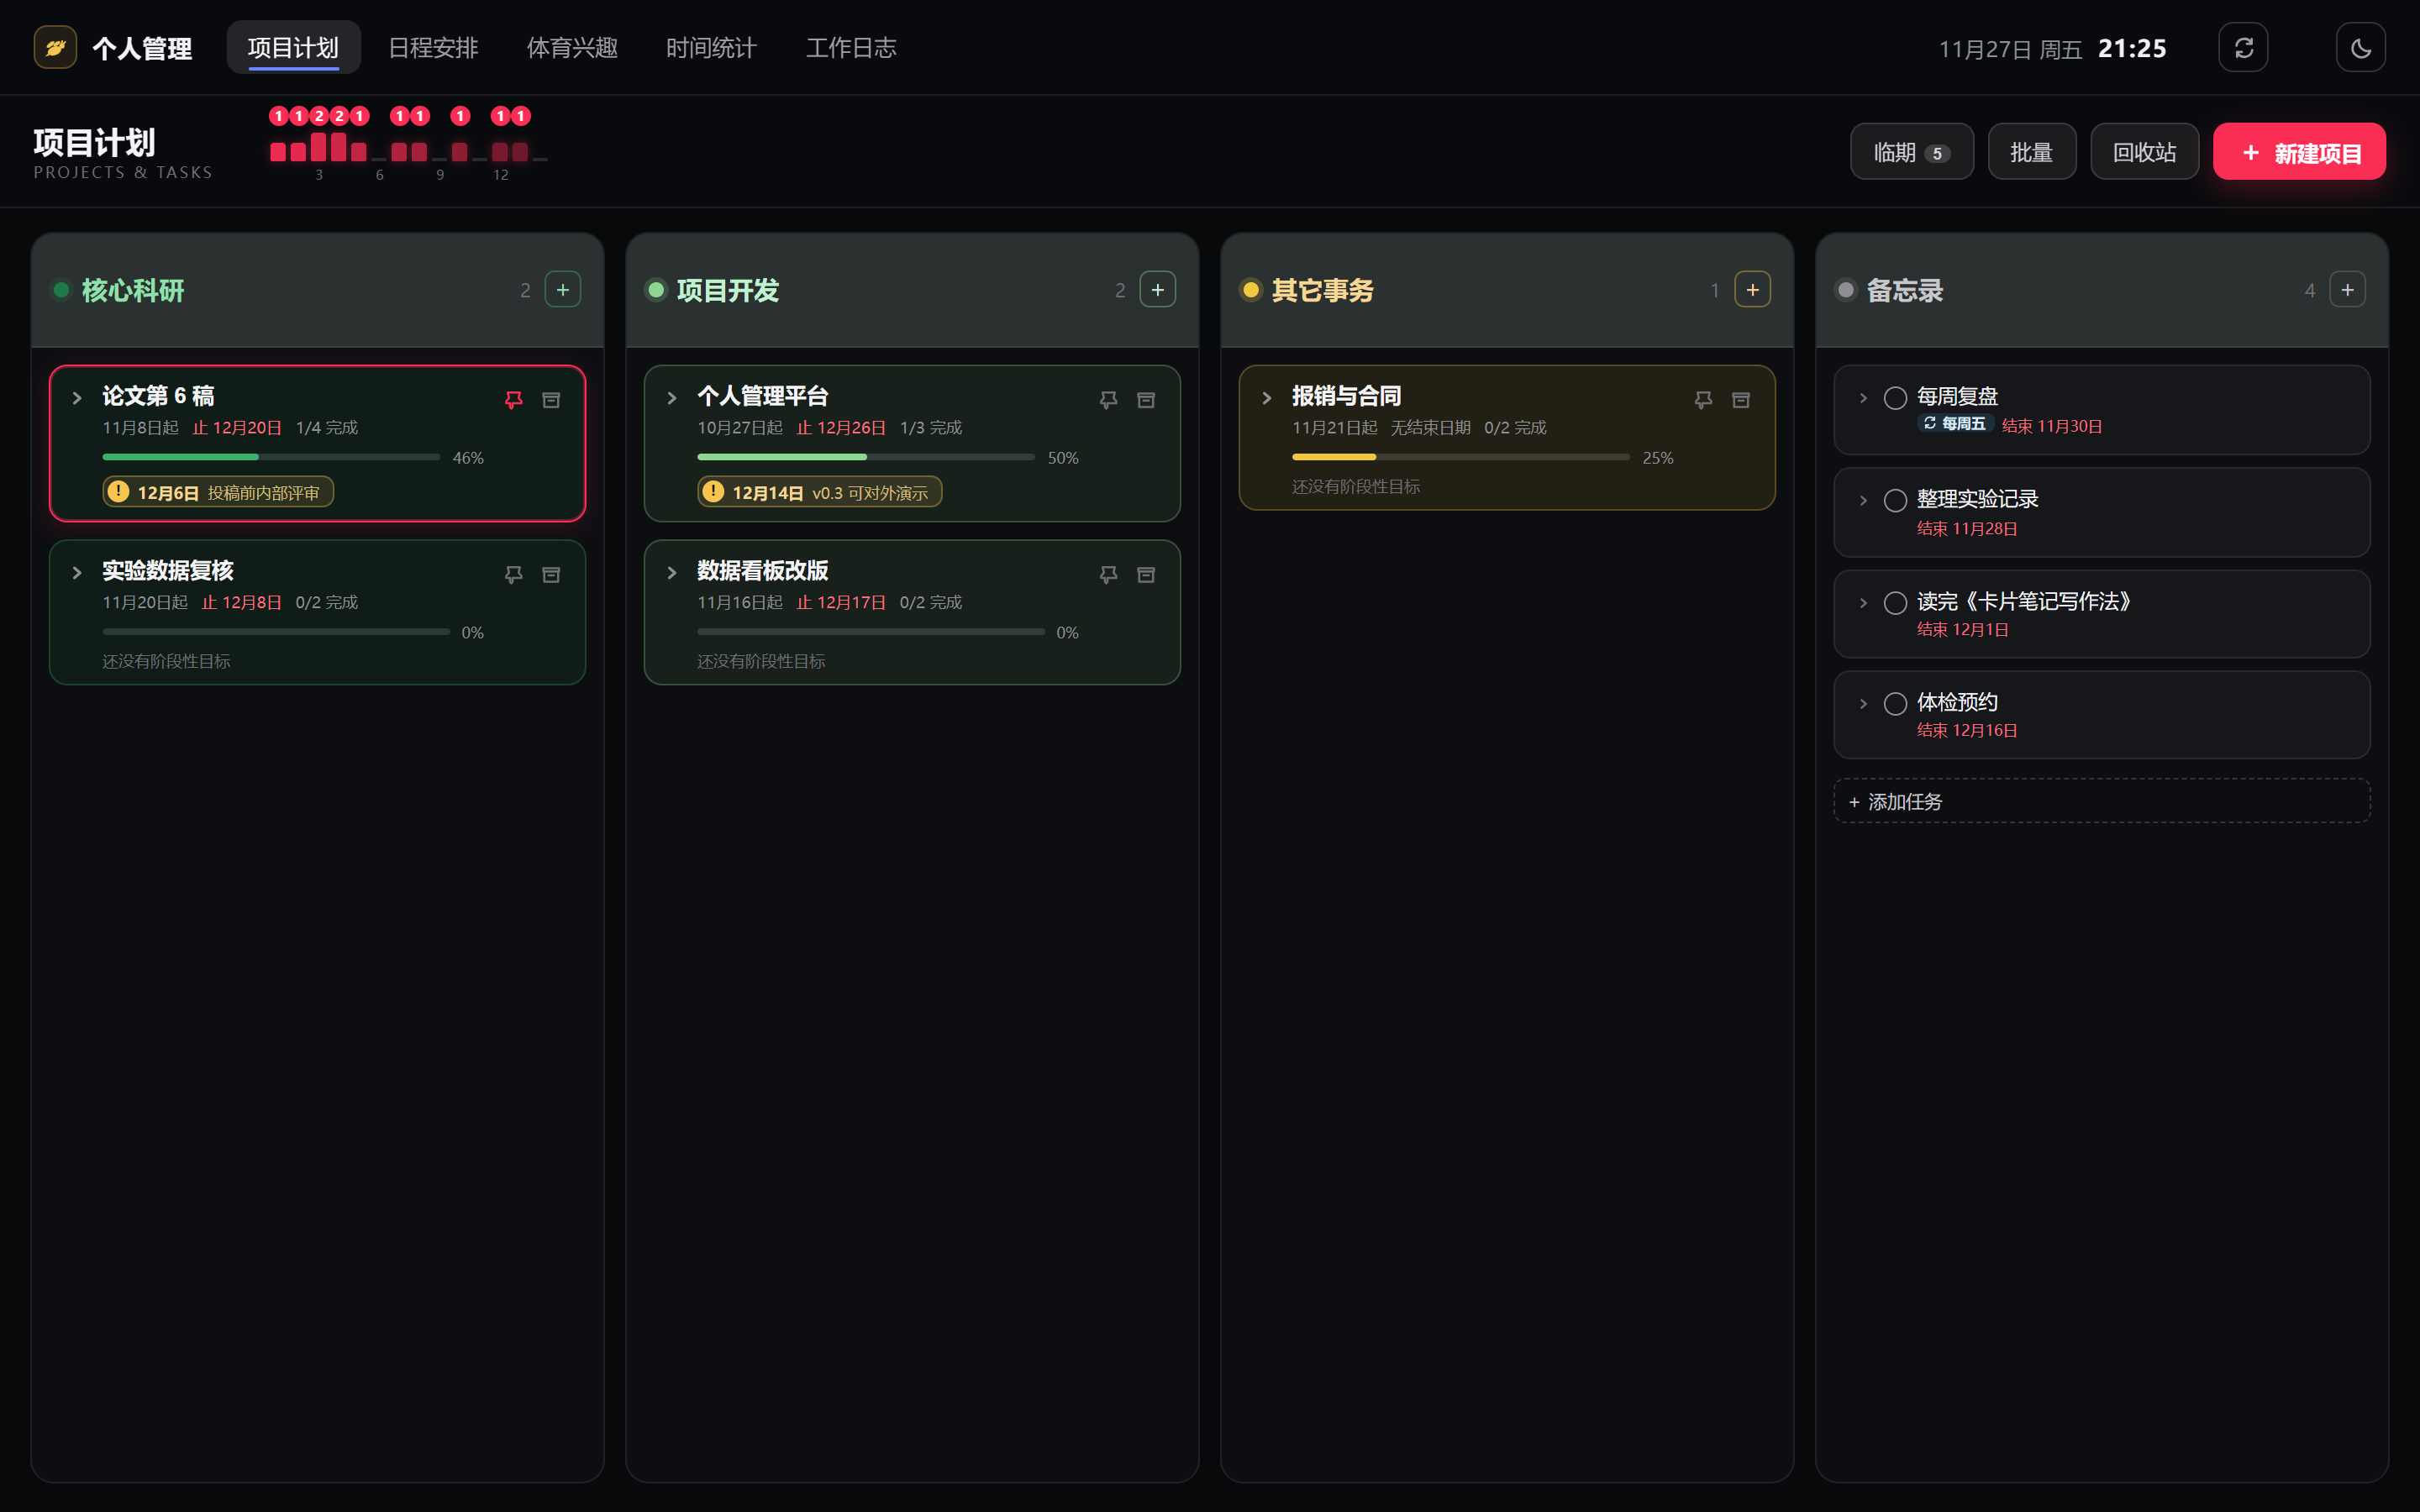 个人管理
项目计划
日程安排
体育兴趣
时间统计
工作日志
11月27日 周五 21:25
项目计划
PROJECTS & TASKS
1 1 2 2 1 1 1 1 1 1
3 6 9 12
临期 5
批量
回收站
+ 新建项目
核心科研 2 +
论文第 6 稿
11月8日起 止 12月20日 1/4 完成
46%
! 12月6日 投稿前内部评审
实验数据复核
11月20日起 止 12月8日 0/2 完成
0%
还没有阶段性目标
项目开发 2 +
个人管理平台
10月27日起 止 12月26日 1/3 完成
50%
! 12月14日 v0.3 可对外演示
数据看板改版
11月16日起 止 12月17日 0/2 完成
0%
还没有阶段性目标
其它事务 1 +
报销与合同
11月21日起 无结束日期 0/2 完成
25%
还没有阶段性目标
备忘录 4 +
每周复盘
每周五 结束 11月30日
整理实验记录
结束 11月28日
读完《卡片笔记写作法》
结束 12月1日
体检预约
结束 12月16日
+ 添加任务